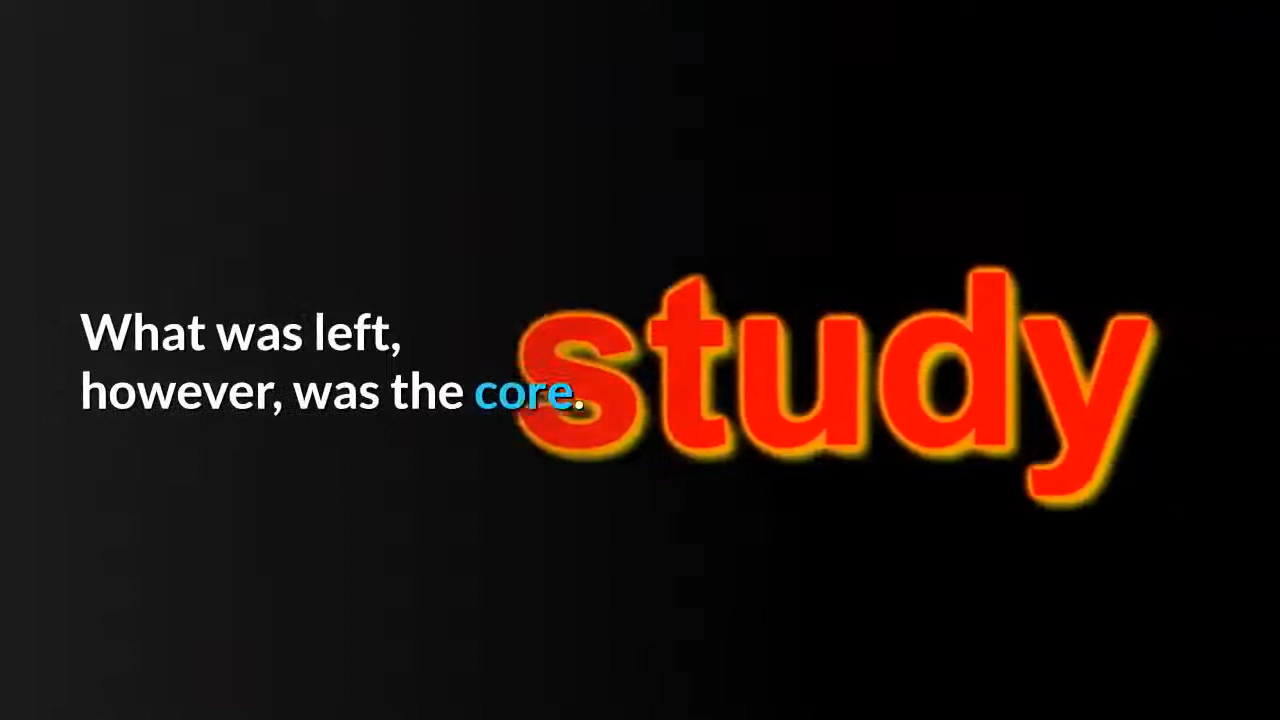 What was left,
however, was the core.
study